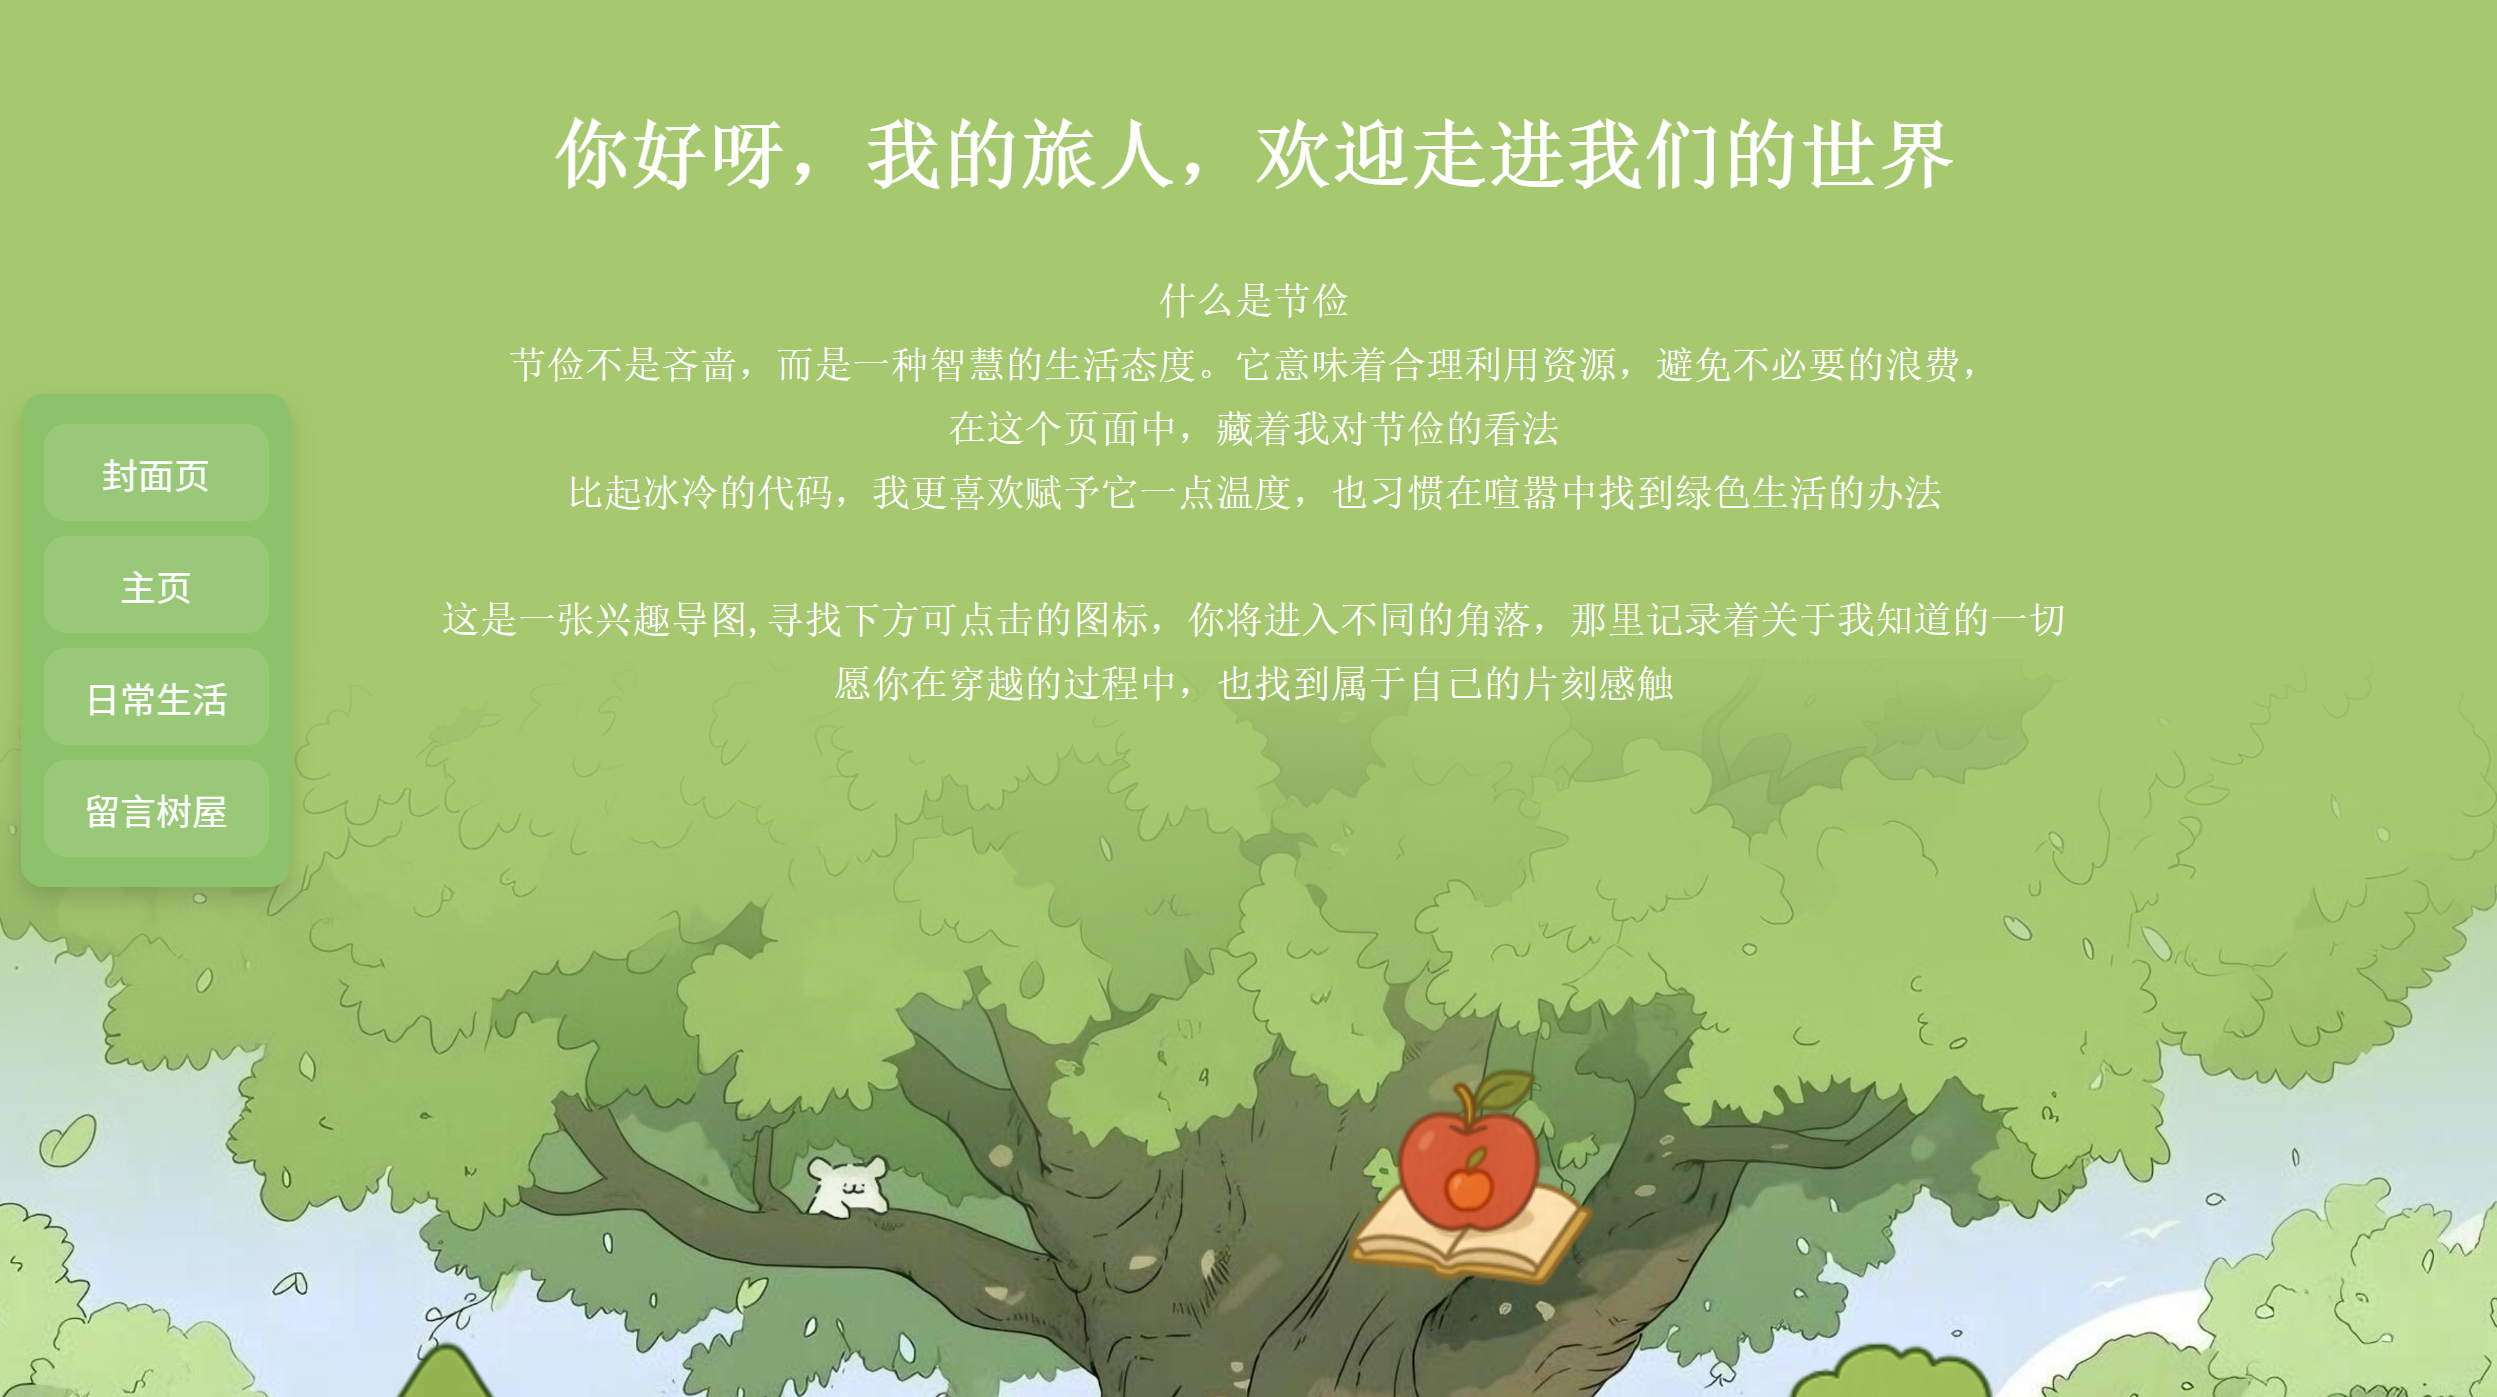 你好呀，我的旅人，欢迎走进我们的世界
什么是节俭
节俭不是吝啬，而是一种智慧的生活态度。它意味着合理利用资源，避免不必要的浪费，
在这个页面中，藏着我对节俭的看法
比起冰冷的代码，我更喜欢赋予它一点温度，也习惯在喧嚣中找到绿色生活的办法
这是一张兴趣导图,寻找下方可点击的图标，你将进入不同的角落，那里记录着关于我知道的一切
愿你在穿越的过程中，也找到属于自己的片刻感触
封面页
主页
日常生活
留言树屋